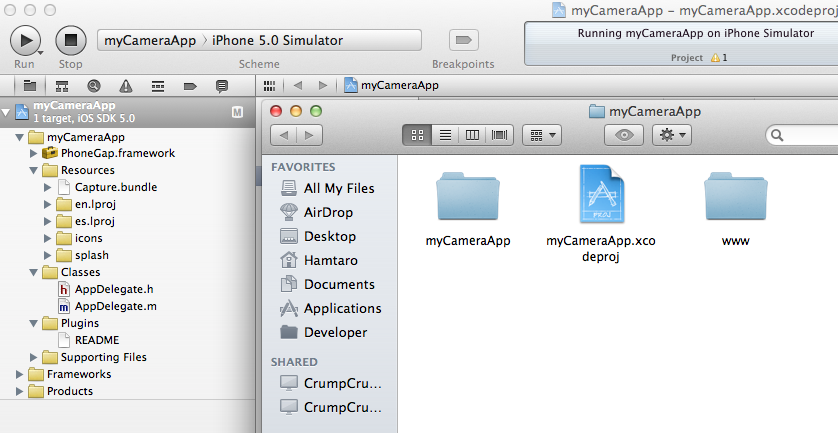 myCameraApp – myCameraApp.xcodeproj
myCameraApp iPhone 5.0 Simulator
Running myCameraApp on iPhone Simulator
Project 1
Run
Stop
Scheme
Breakpoints
myCameraApp
myCameraApp
1 target, iOS SDK 5.0
M
myCameraApp
PhoneGap.framework
Resources
Capture.bundle
en.lproj
es.lproj
icons
splash
Classes
h AppDelegate.h
m AppDelegate.m
Plugins
README
Supporting Files
Frameworks
Products
myCameraApp
FAVORITES
All My Files
AirDrop
Desktop
Hamtaro
Documents
Applications
Developer
SHARED
CrumpCru...
CrumpCru...
PROJ
myCameraApp
myCameraApp.xco
deproj
www